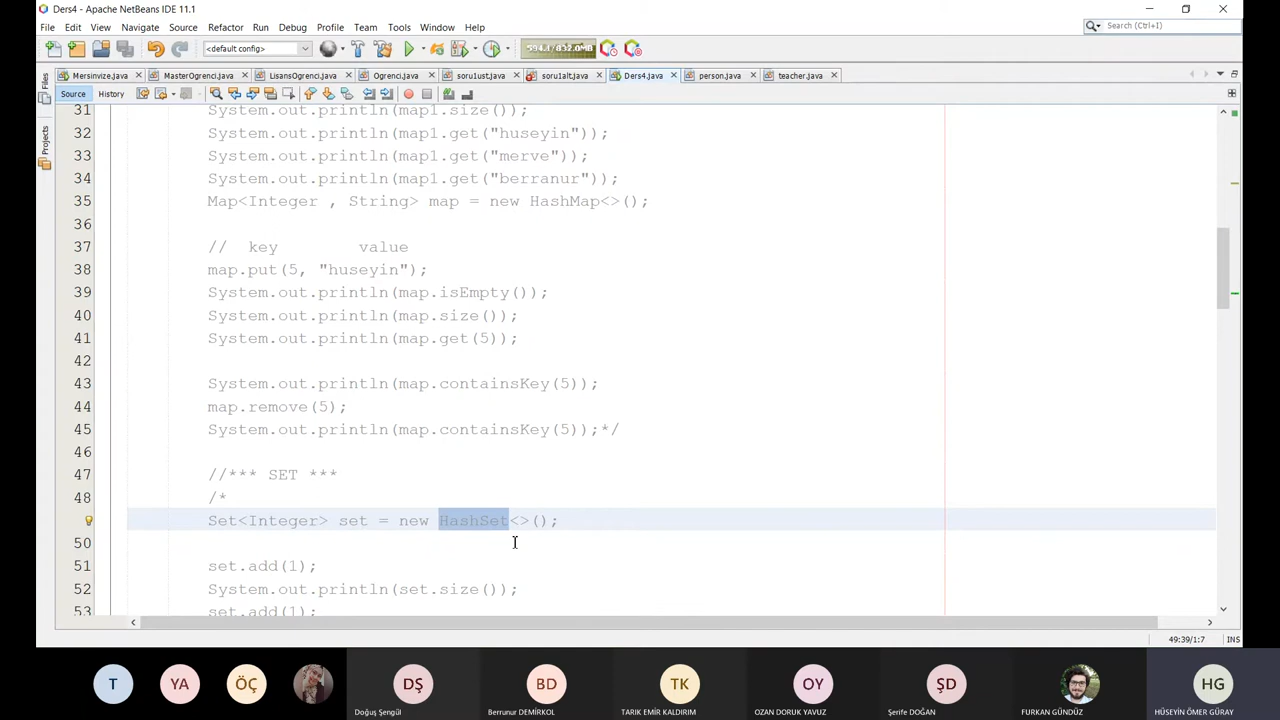 Ders4 - Apache NetBeans IDE 11.1
File Edit View Navigate Source Refactor Run Debug Profile Team Tools Window Help
Search (Ctrl+I)
<default config>
594.1/832.0MB
Mersinvize.java MasterOgrenci.java LisansOgrenci.java Ogrenci.java soru1ust.java soru1alt.java Ders4.java person.java teacher.java
Source History
Files
Projects
31 System.out.println(map1.size());
32 System.out.println(map1.get("huseyin"));
33 System.out.println(map1.get("merve"));
34 System.out.println(map1.get("berranur"));
35 Map<Integer , String> map = new HashMap<>();
36
37 // key value
38 map.put(5, "huseyin");
39 System.out.println(map.isEmpty());
40 System.out.println(map.size());
41 System.out.println(map.get(5));
42
43 System.out.println(map.containsKey(5));
44 map.remove(5);
45 System.out.println(map.containsKey(5));*/
46
47 //*** SET ***
48 /*
Set<Integer> set = new HashSet<>();
50
51 set.add(1);
52 System.out.println(set.size());
53 set.add(1);
49:39/1:7 INS
T YA ÖÇ DŞ BD TK OY ŞD HG
Doğuş Şengül Berrunur DEMİRKOL TARIK EMİR KALDIRIM OZAN DORUK YAVUZ Şerife DOĞAN FURKAN GÜNDÜZ HÜSEYİN ÖMER GÜRAY